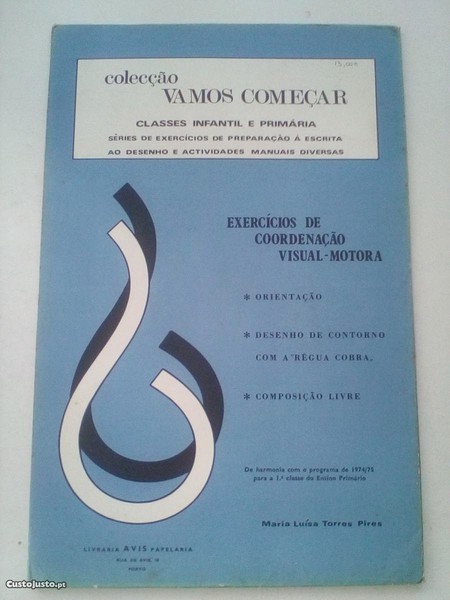 colecção
VAMOS COMEÇAR
CLASSES INFANTIL E PRIMÁRIA
SÉRIES DE EXERCÍCIOS DE PREPARAÇÃO Á ESCRITA
AO DESENHO E ACTIVIDADES MANUAIS DIVERSAS
EXERCÍCIOS DE
COORDENAÇÃO
VISUAL-MOTORA
* ORIENTAÇÃO
* DESENHO DE CONTORNO
COM A "RÉGUA COBRA„
* COMPOSIÇÃO LIVRE
De harmonia com o programa de 1974/75
para a 1.ª classe do Ensino Primário
Maria Luísa Torres Pires
LIVRARIA AVIS PAPELARIA
PORTO
CustoJusto.pt